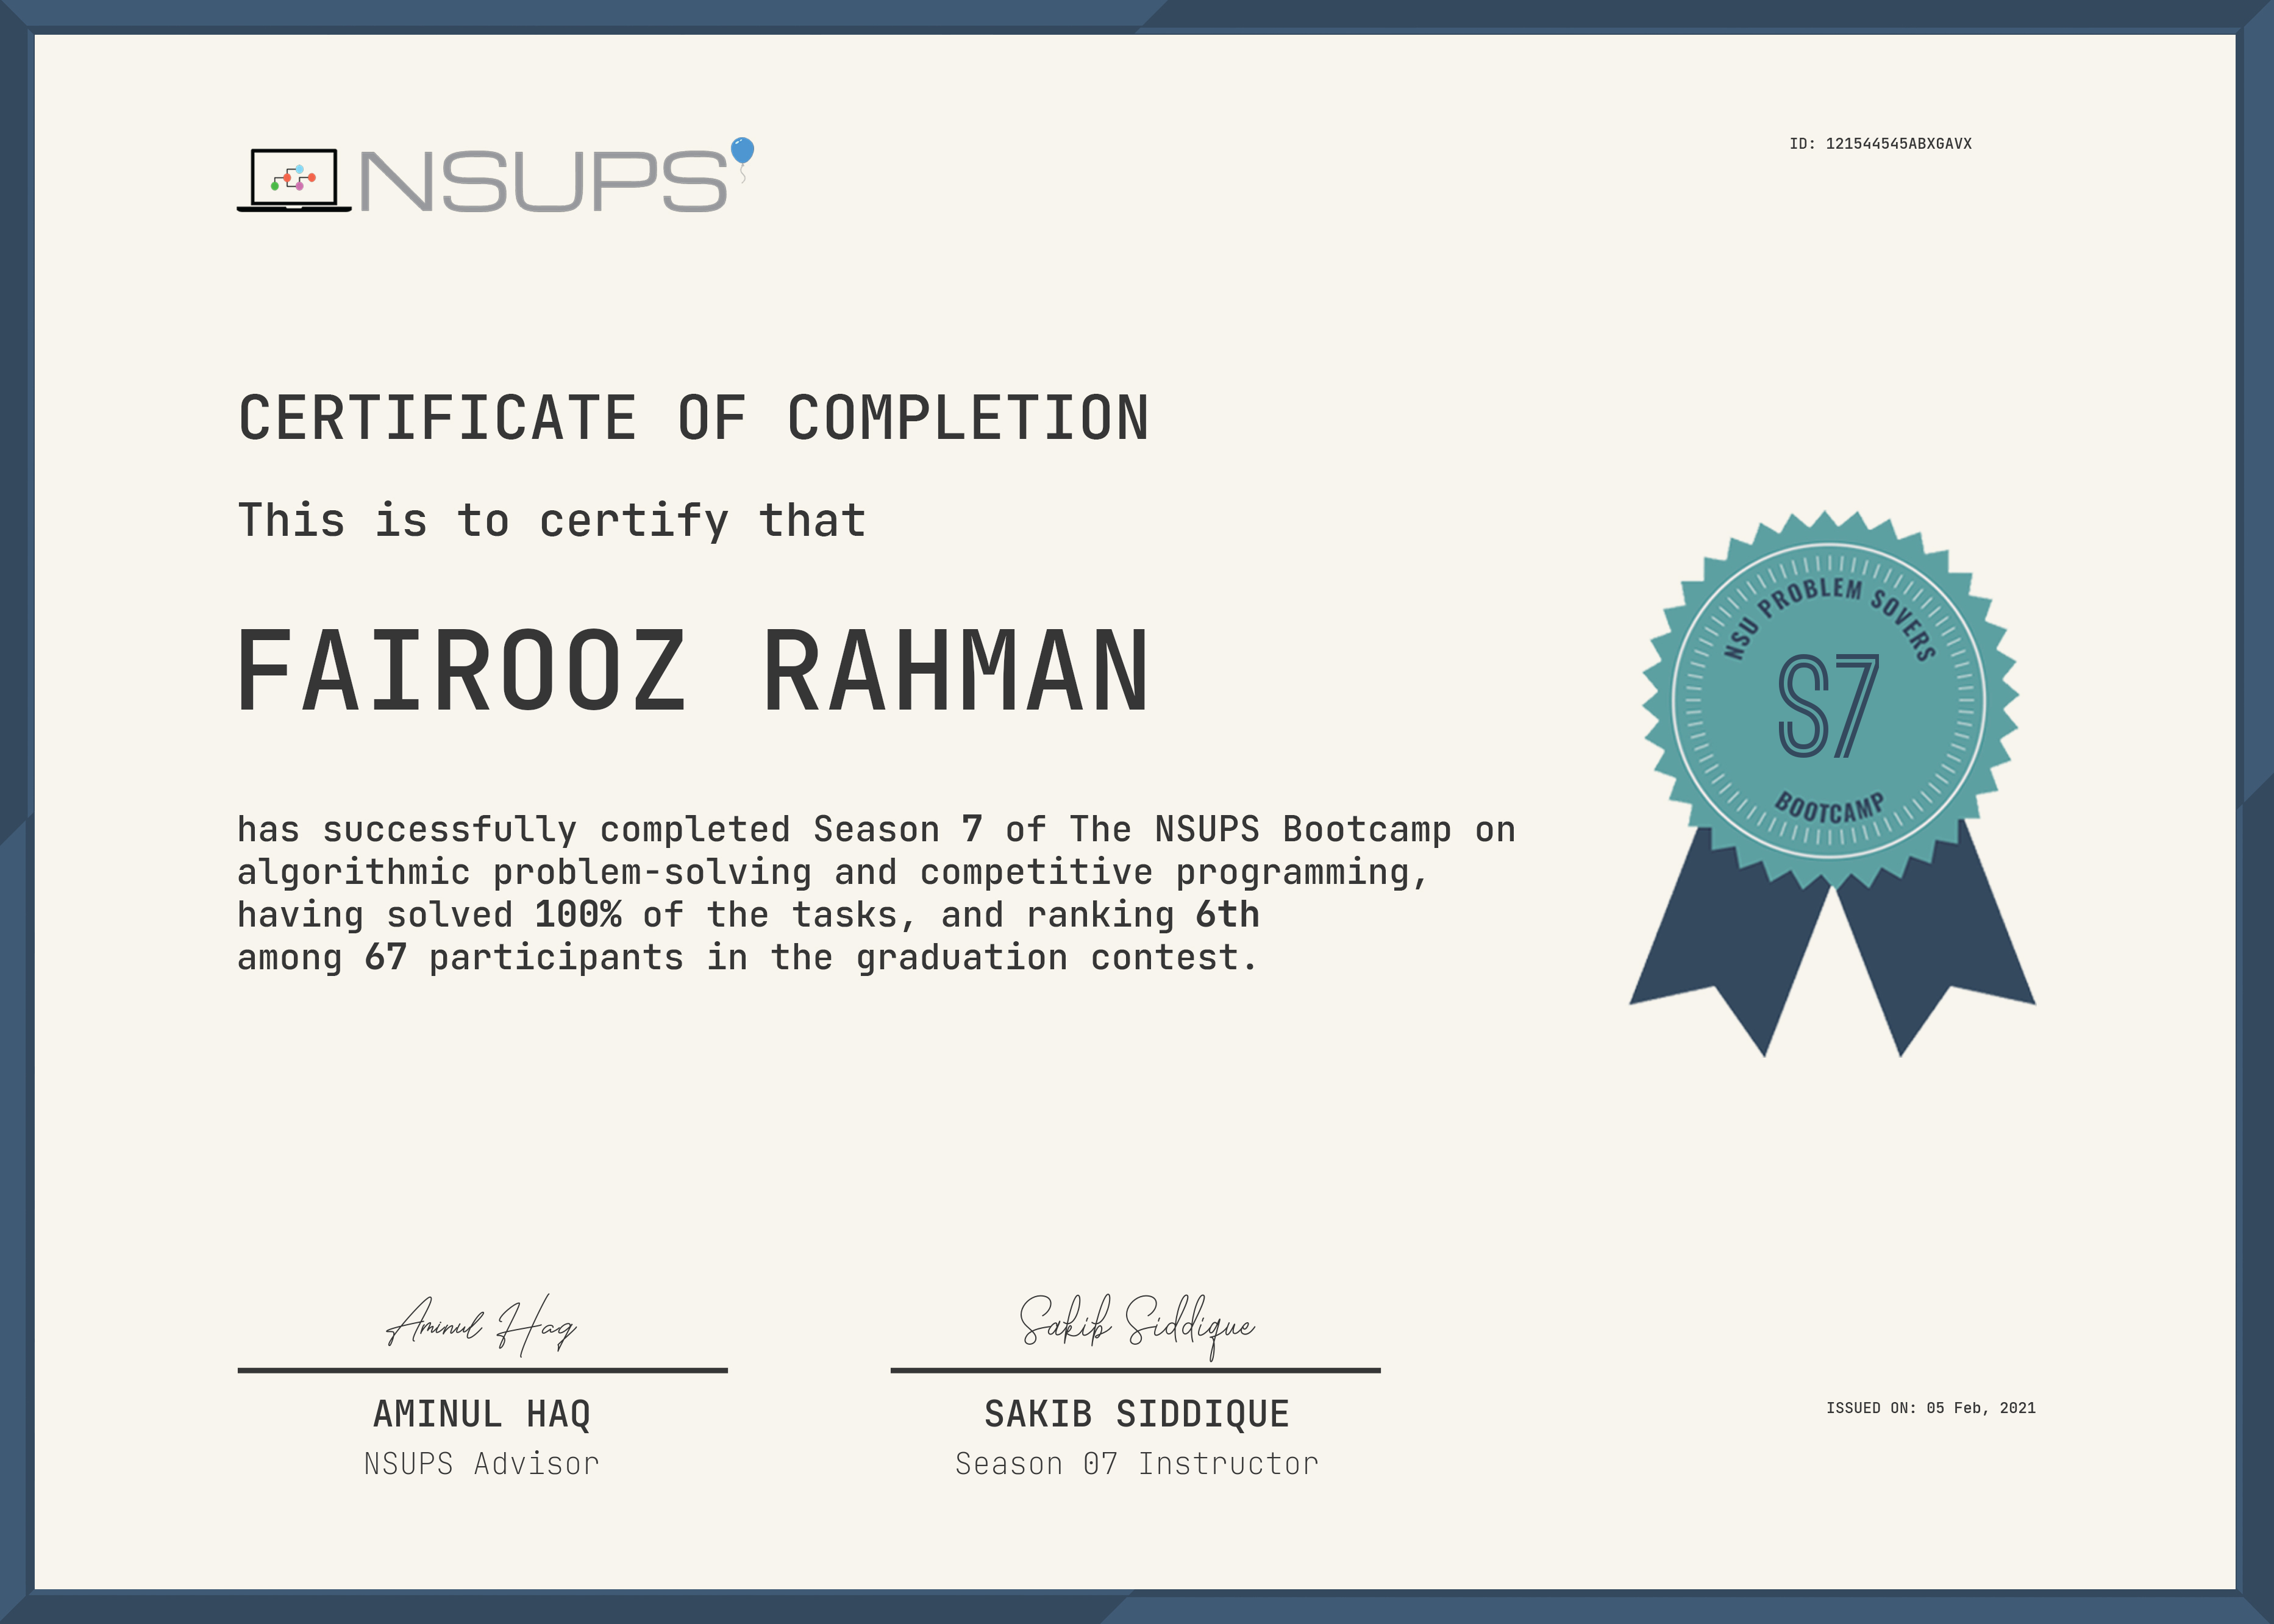 NSUPS
ID: 121544545ABXGAVX
CERTIFICATE OF COMPLETION
This is to certify that
FAIROOZ RAHMAN
has successfully completed Season 7 of The NSUPS Bootcamp on
algorithmic problem-solving and competitive programming,
having solved 100% of the tasks, and ranking 6th
among 67 participants in the graduation contest.
NSU PROBLEM SOVERS
S7
BOOTCAMP
Aminul Haq
Sakib Siddique
AMINUL HAQ
NSUPS Advisor
SAKIB SIDDIQUE
Season 07 Instructor
ISSUED ON: 05 Feb, 2021